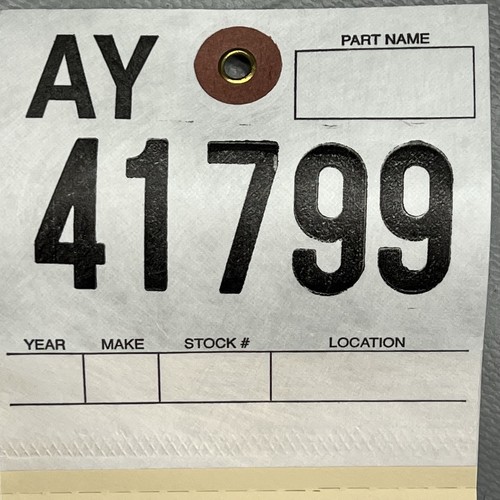 AY
PART NAME
41799
YEAR MAKE STOCK # LOCATION